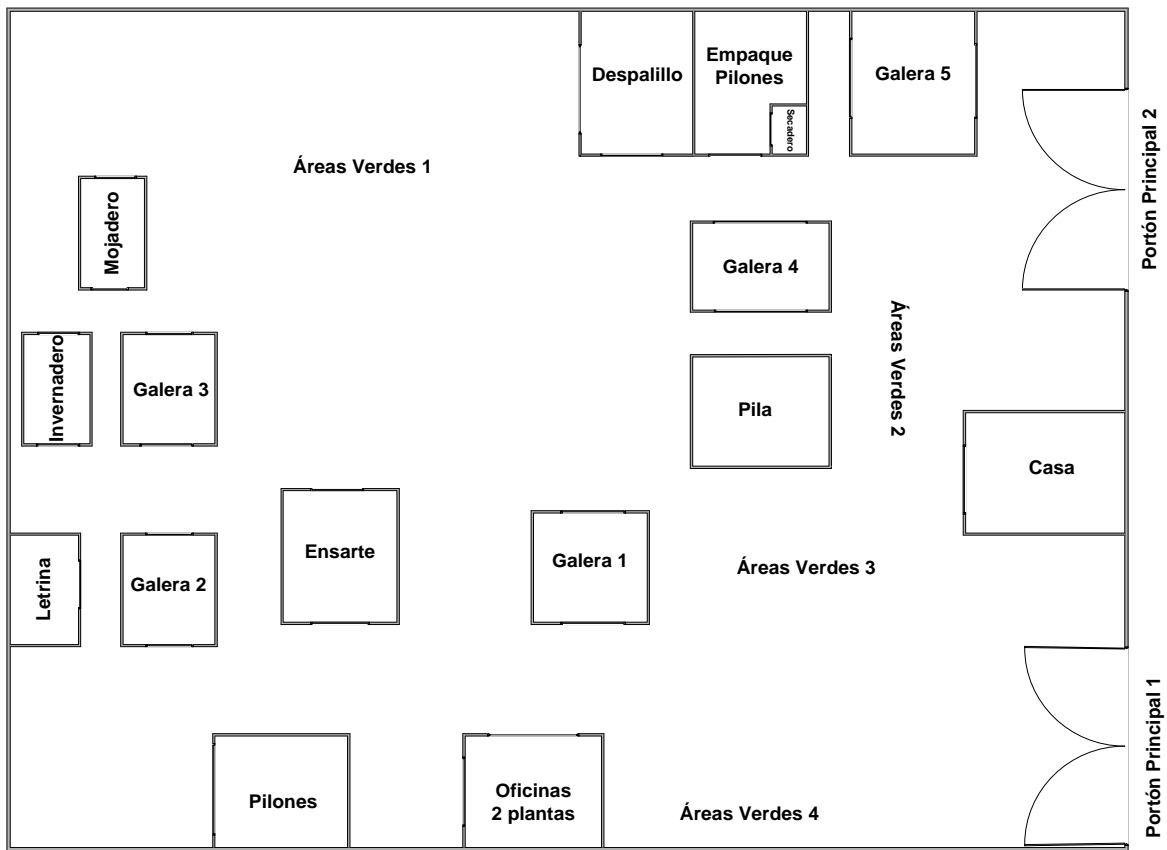 Despalillo
Empaque
Pilones
Secadero
Galera 5
Portón Principal 2
Áreas Verdes 1
Mojadero
Galera 4
Áreas Verdes 2
Invernadero
Galera 3
Pila
Casa
Letrina
Galera 2
Ensarte
Galera 1
Áreas Verdes 3
Portón Principal 1
Pilones
Oficinas
2 plantas
Áreas Verdes 4